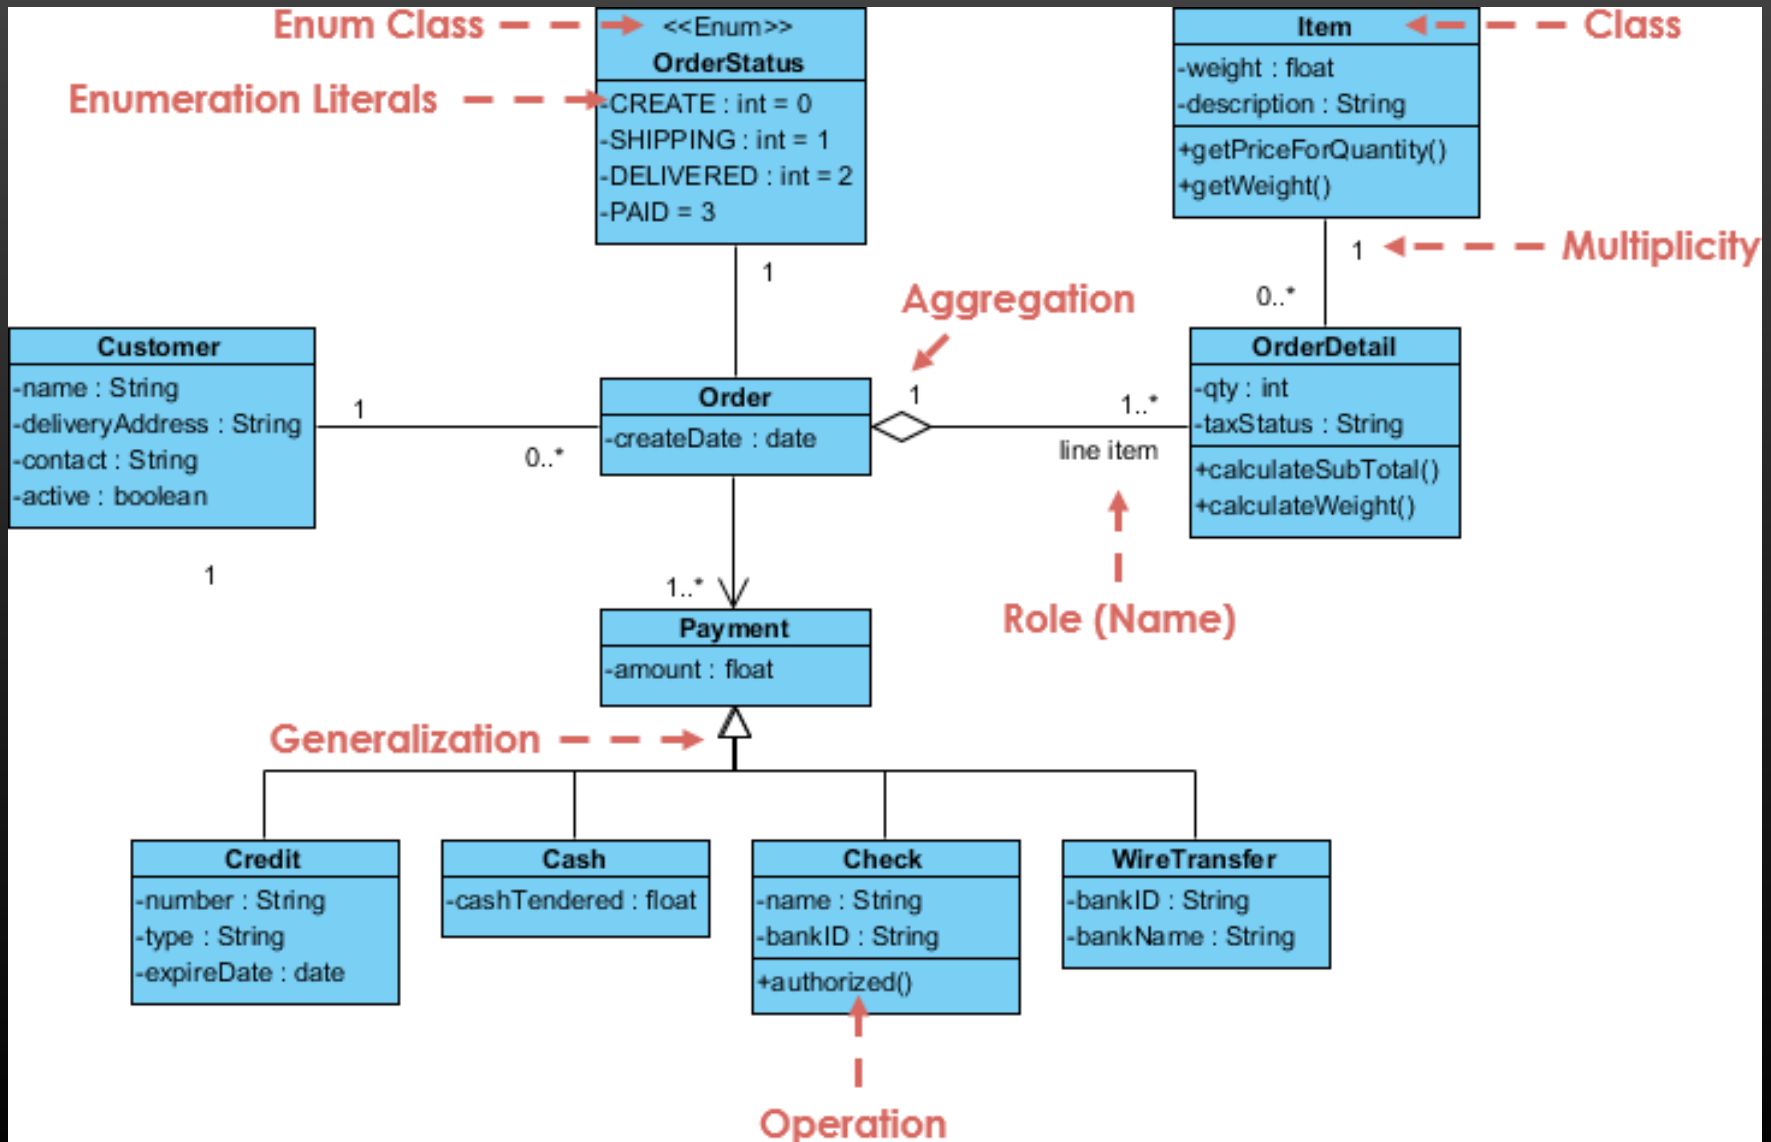 Enum Class
<<Enum>>
OrderStatus
Enumeration Literals
-CREATE : int = 0
-SHIPPING : int = 1
-DELIVERED : int = 2
-PAID = 3
Item
Class
-weight : float
-description : String
+getPriceForQuantity()
+getWeight()
1
Multiplicity
0..*
1
Aggregation
Customer
-name : String
-deliveryAddress : String
-contact : String
-active : boolean
1
0..*
1
Order
-createDate : date
1
1..*
line item
OrderDetail
-qty : int
-taxStatus : String
+calculateSubTotal()
+calculateWeight()
Role (Name)
1..*
Payment
-amount : float
Generalization
Credit
-number : String
-type : String
-expireDate : date
Cash
-cashTendered : float
Check
-name : String
-bankID : String
+authorized()
WireTransfer
-bankID : String
-bankName : String
Operation